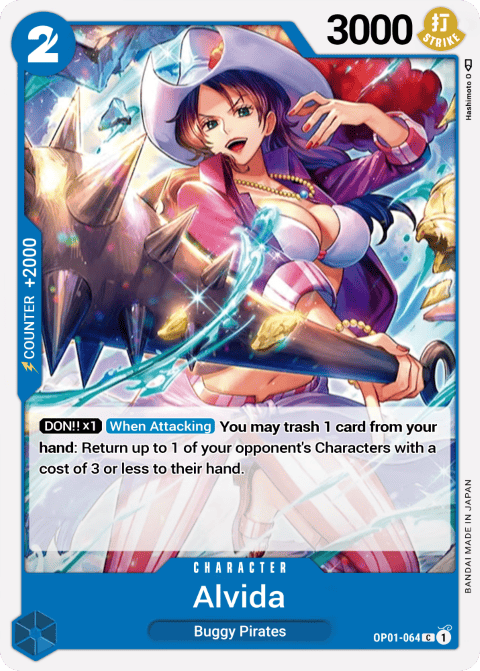 2
3000
打
STRIKE
Hashimoto Q
COUNTER +2000
DON!! x1 When Attacking You may trash 1 card from your
hand: Return up to 1 of your opponent's Characters with a
cost of 3 or less to their hand.
BANDAI MADE IN JAPAN
CHARACTER
Alvida
Buggy Pirates
OP01-064 C 1